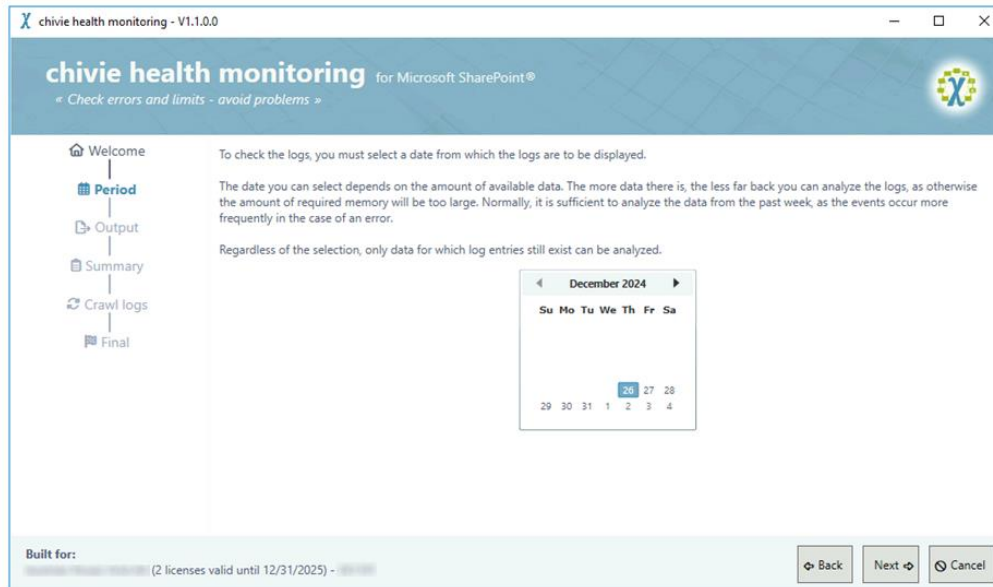 chivie health monitoring - V1.1.0.0
chivie health monitoring for Microsoft SharePoint®
« Check errors and limits - avoid problems »
Welcome
Period
Output
Summary
Crawl logs
Final
To check the logs, you must select a date from which the logs are to be displayed.
The date you can select depends on the amount of available data. The more data there is, the less far back you can analyze the logs, as otherwise
the amount of required memory will be too large. Normally, it is sufficient to analyze the data from the past week, as the events occur more
frequently in the case of an error.
Regardless of the selection, only data for which log entries still exist can be analyzed.
December 2024
Su Mo Tu We Th Fr Sa
26 27 28
29 30 31 1 2 3 4
Built for:
(2 licenses valid until 12/31/2025) -
Back Next Cancel